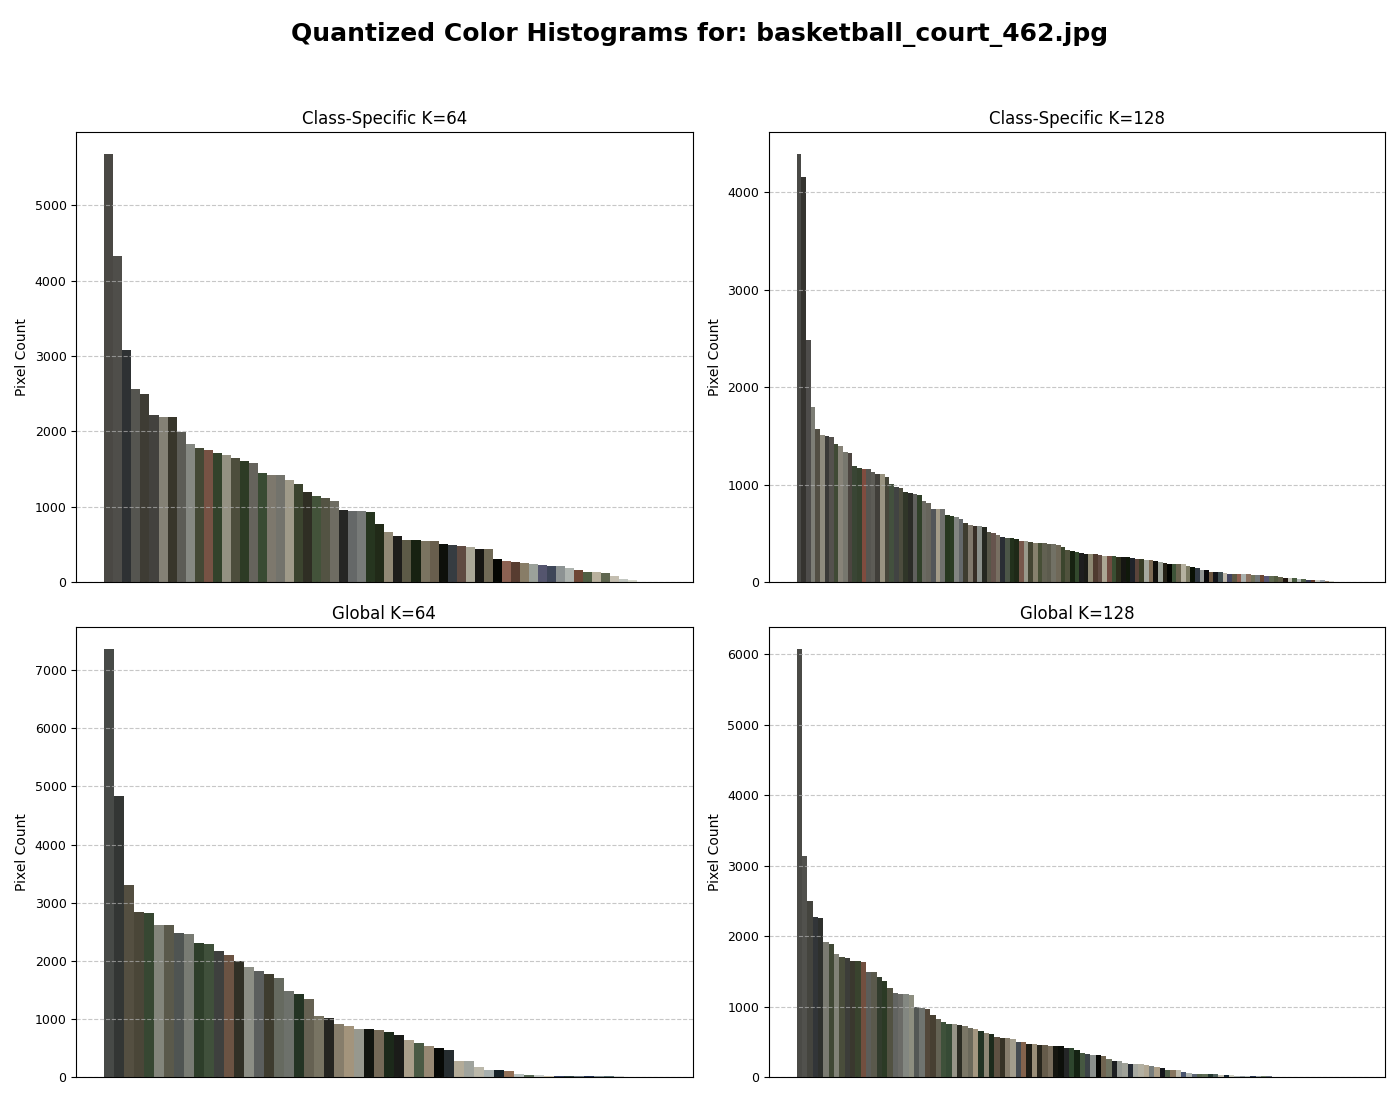 Quantized Color Histograms for: basketball_court_462.jpg
Class-Specific K=64
Pixel Count
5000
4000
3000
2000
1000
0
Class-Specific K=128
Pixel Count
4000
3000
2000
1000
0
Global K=64
Pixel Count
7000
6000
5000
4000
3000
2000
1000
0
Global K=128
Pixel Count
6000
5000
4000
3000
2000
1000
0